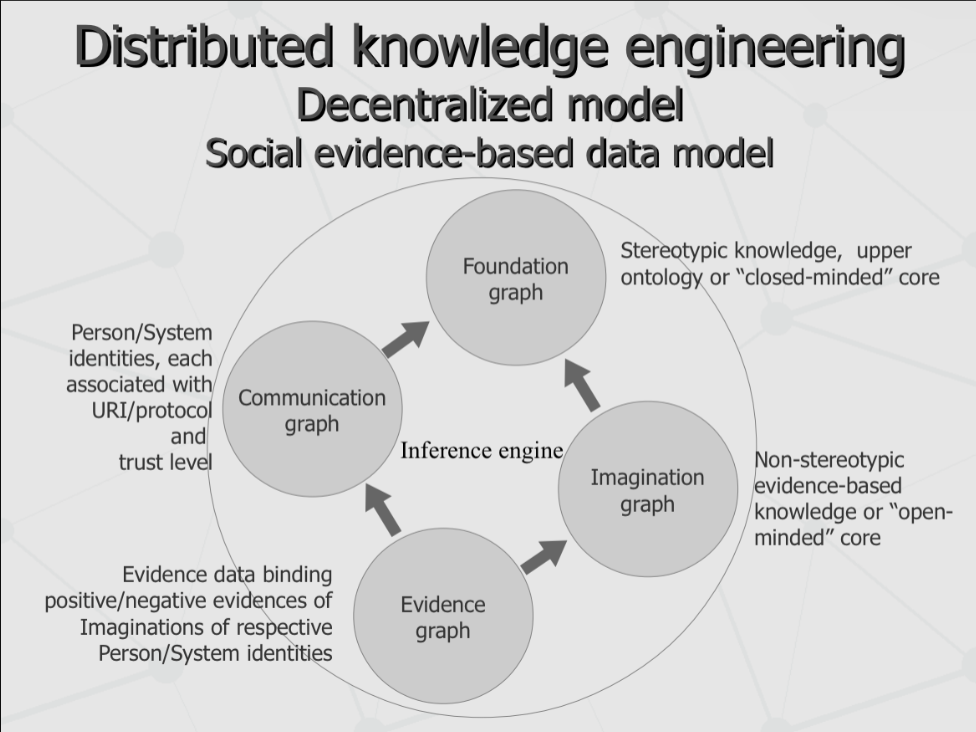 Distributed knowledge engineering
Decentralized model
Social evidence-based data model
Foundation
graph
Stereotypic knowledge,  upper
ontology or “closed-minded” core
Person/System
identities, each
associated with
URI/protocol
and
trust level
Communication
graph
Inference engine
Imagination
graph
Non-stereotypic
evidence-based
knowledge or “open-
minded” core
Evidence data binding
positive/negative evidences of
Imaginations of respective
Person/System identities
Evidence
graph